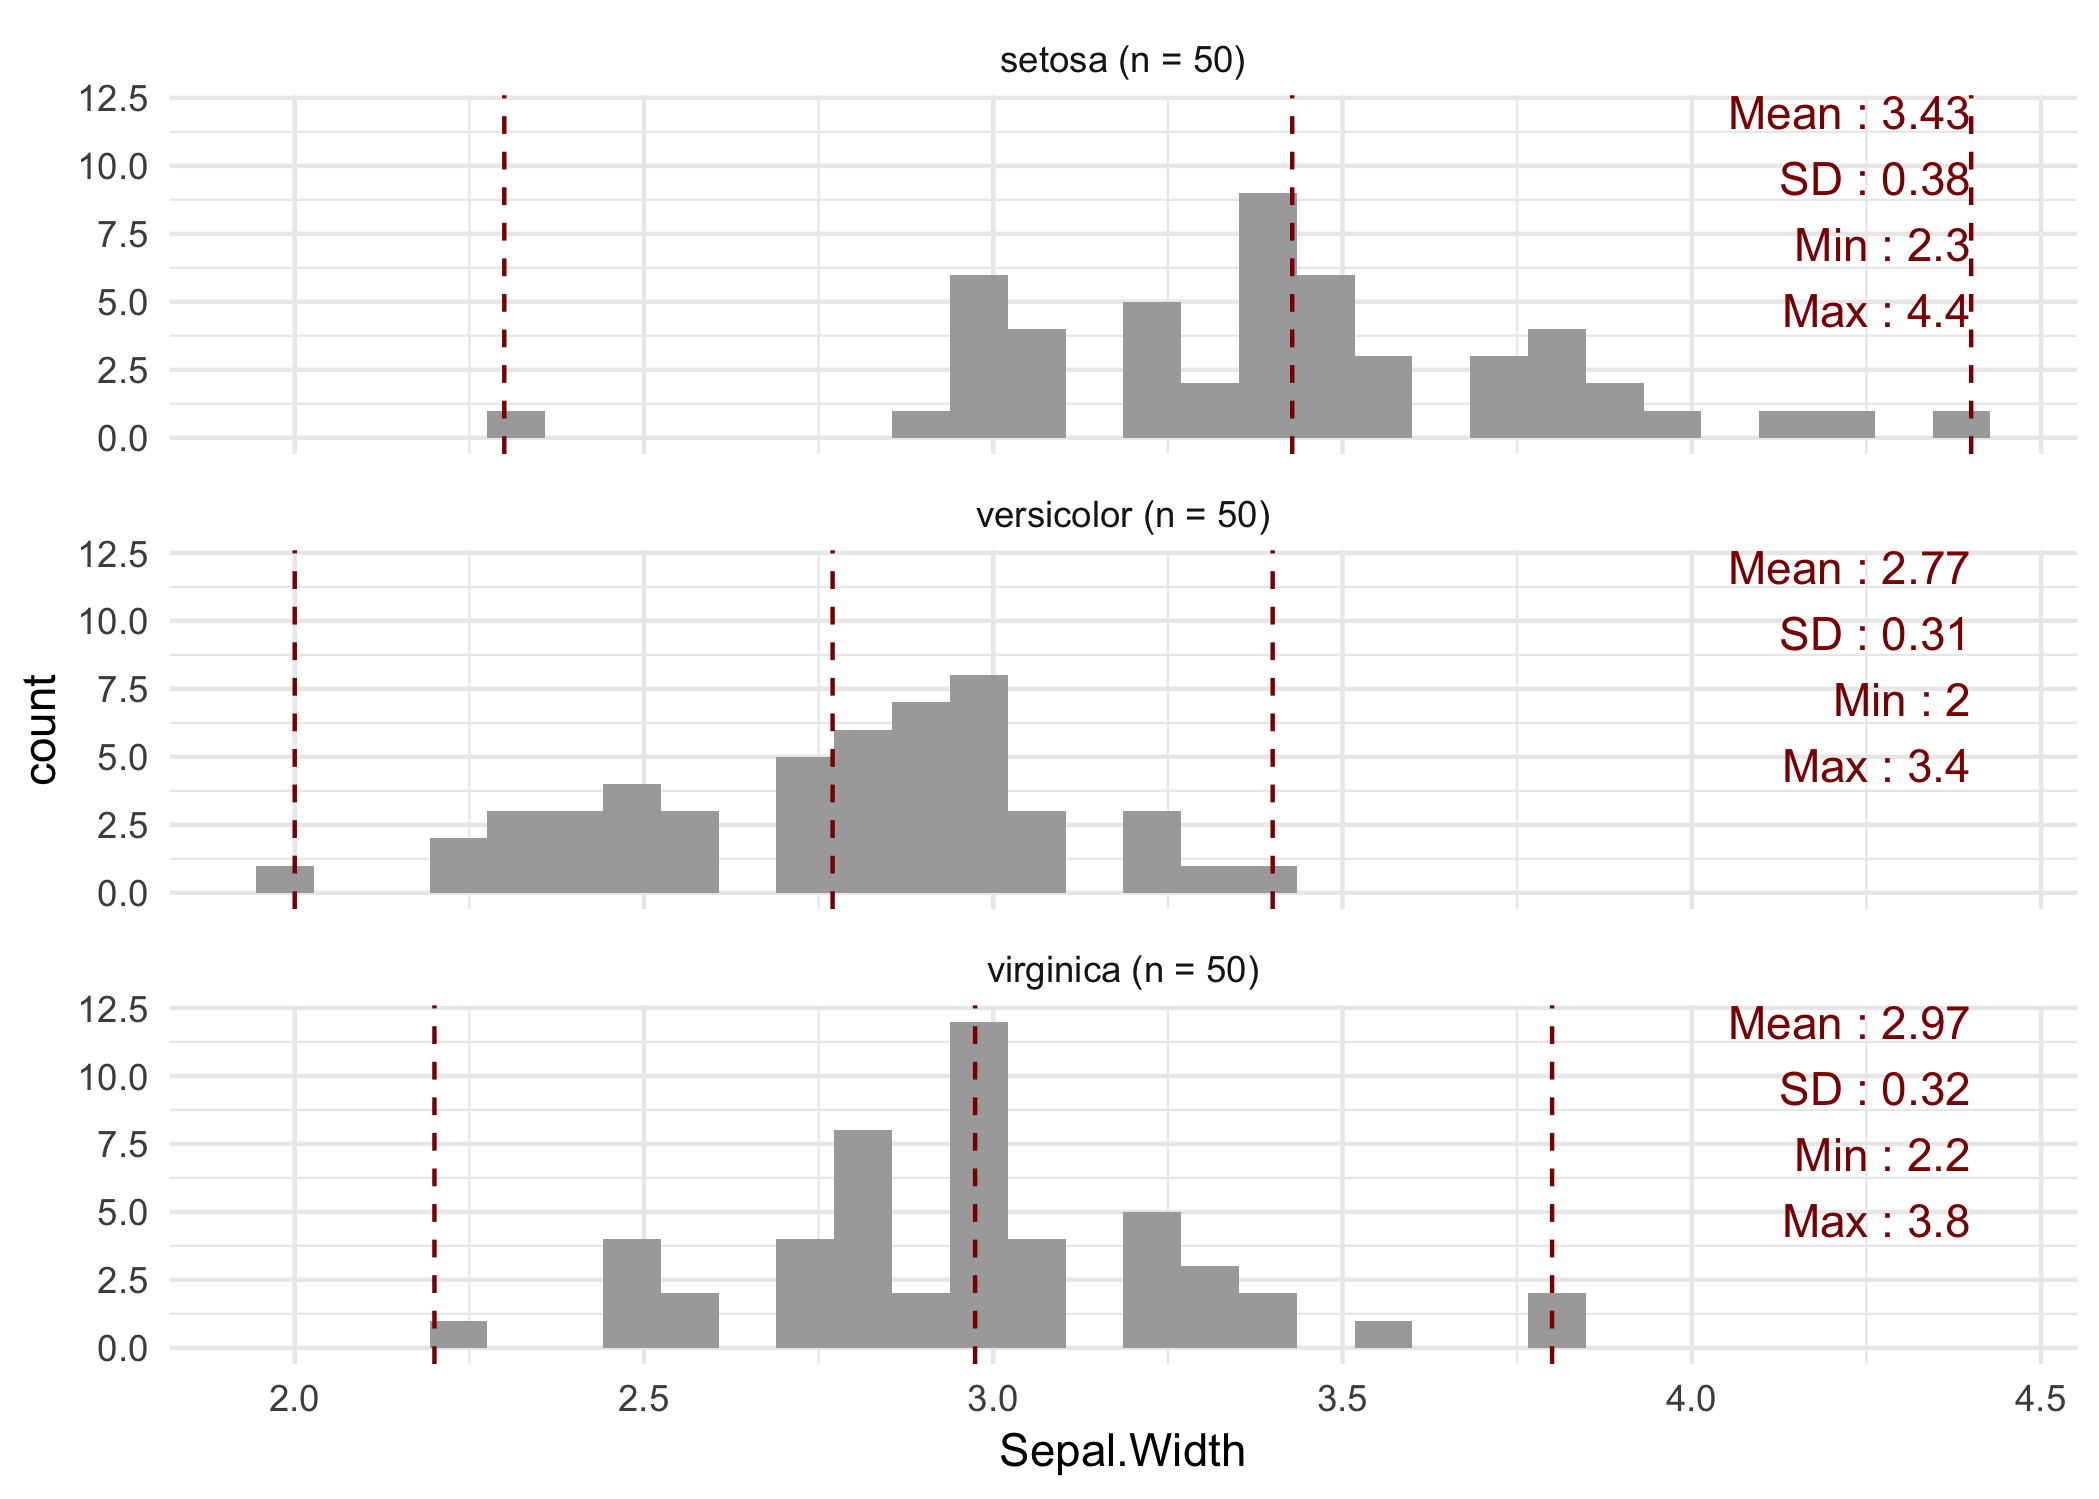 setosa (n = 50)
12.5
10.0
7.5
5.0
2.5
0.0
Mean : 3.43
SD : 0.38
Min : 2.3
Max : 4.4
versicolor (n = 50)
12.5
10.0
7.5
5.0
2.5
0.0
Mean : 2.77
SD : 0.31
Min : 2
Max : 3.4
count
virginica (n = 50)
12.5
10.0
7.5
5.0
2.5
0.0
Mean : 2.97
SD : 0.32
Min : 2.2
Max : 3.8
2.0 2.5 3.0 3.5 4.0 4.5
Sepal.Width